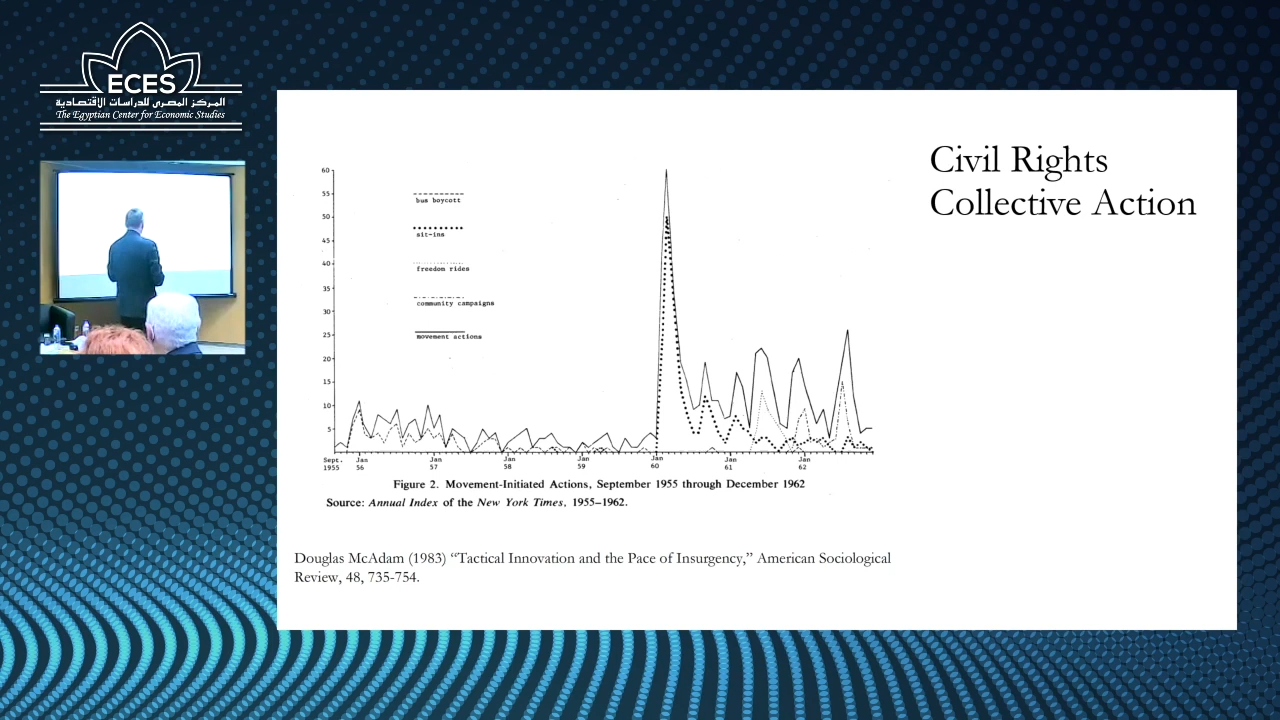 ECES
المركز المصرى للدراسات الاقتصادية
The Egyptian Center for Economic Studies
Civil Rights
Collective Action
60
55
50
45
40
35
30
25
20
15
10
5
bus boycott
sit-ins
freedom rides
community campaigns
movement actions
Sept. Jan Jan Jan Jan Jan Jan Jan
1955 56 57 58 59 60 61 62
Figure 2. Movement-Initiated Actions, September 1955 through December 1962
Source: Annual Index of the New York Times, 1955–1962.
Douglas McAdam (1983) “Tactical Innovation and the Pace of Insurgency,” American Sociological
Review, 48, 735-754.